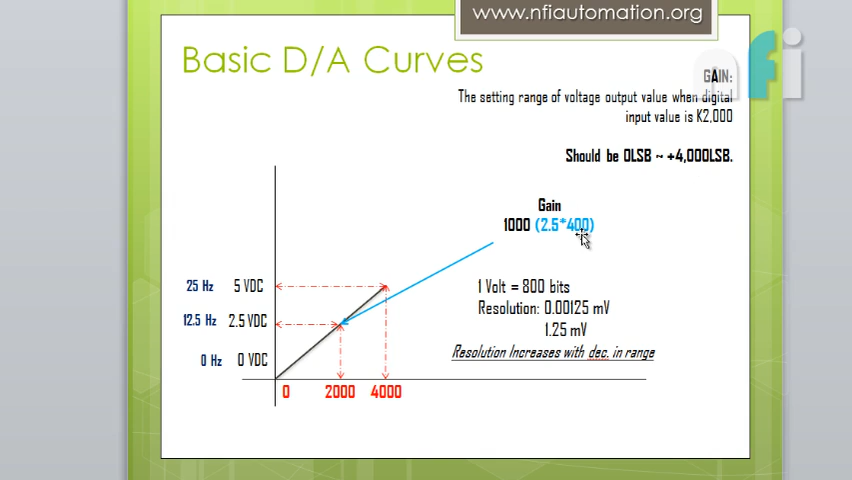 www.nfiautomation.org
Basic D/A Curves
nfi
GAIN:
The setting range of voltage output value when digital
input value is K2,000
Should be 0LSB ~ +4,000LSB.
Gain
1000 (2.5*400)
25 Hz 5 VDC
1 Volt = 800 bits
Resolution: 0.00125 mV
12.5 Hz 2.5 VDC
1.25 mV
Resolution Increases with dec. in range
0 Hz 0 VDC
0 2000 4000